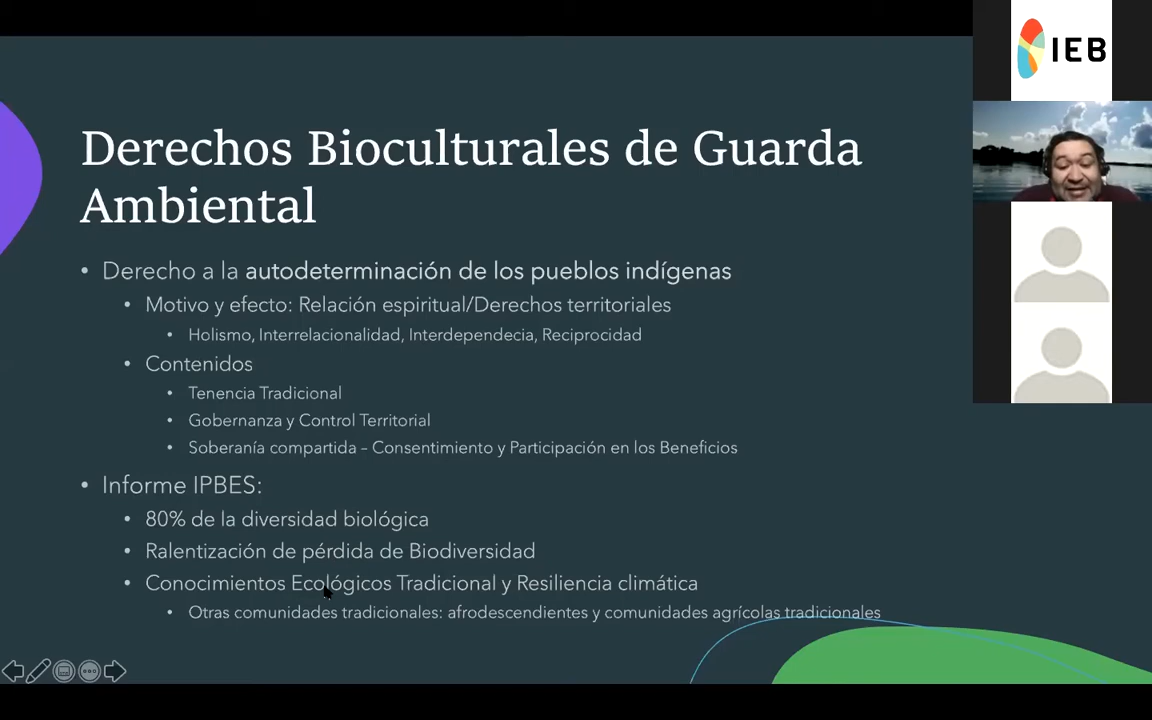 IEB
Derechos Bioculturales de Guarda
Ambiental
• Derecho a la autodeterminación de los pueblos indígenas
• Motivo y efecto: Relación espiritual/Derechos territoriales
• Holismo, Interrelacionalidad, Interdependecia, Reciprocidad
• Contenidos
• Tenencia Tradicional
• Gobernanza y Control Territorial
• Soberanía compartida – Consentimiento y Participación en los Beneficios
• Informe IPBES:
• 80% de la diversidad biológica
• Ralentización de pérdida de Biodiversidad
• Conocimientos Ecológicos Tradicional y Resiliencia climática
• Otras comunidades tradicionales: afrodescendientes y comunidades agrícolas tradicionales